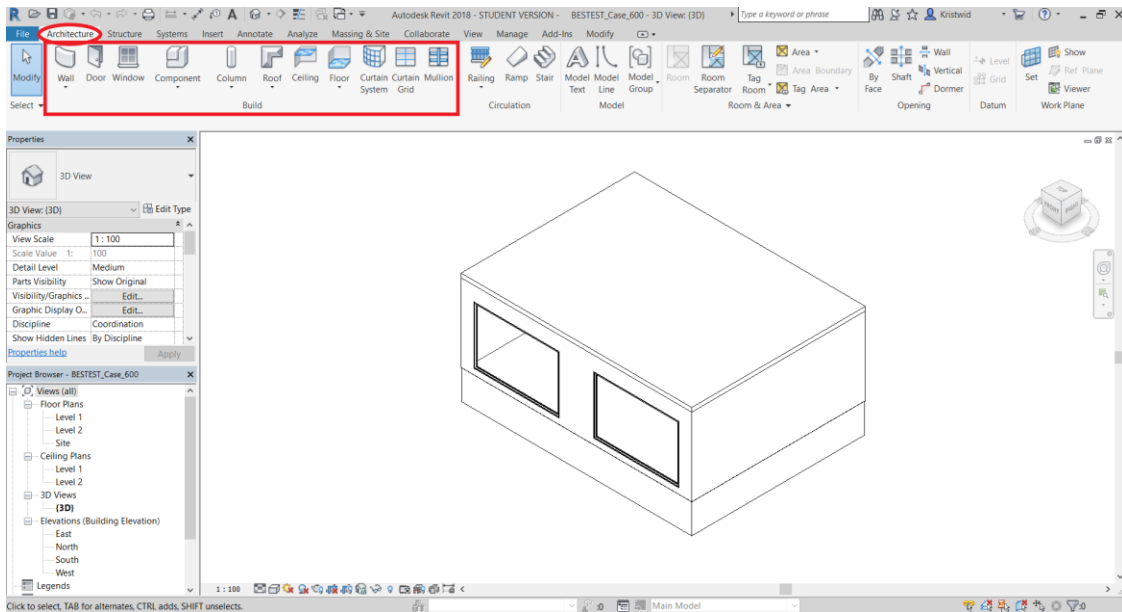 Autodesk Revit 2018 - STUDENT VERSION - BESTEST_Case_600 - 3D View: {3D}
Type a keyword or phrase
Kristwid
File Architecture Structure Systems Insert Annotate Analyze Massing & Site Collaborate View Manage Add-Ins Modify
Modify
Wall Door Window Component Column Roof Ceiling Floor Curtain System Curtain Grid Mullion
Railing Ramp Stair
Model Text Model Line Model Group
Room Room Separator Tag Room
Area
Area Boundary
Tag Area
By Face Shaft Wall
Vertical
Dormer
Level
Grid
Set Show
Ref Plane
Viewer
Select Build Circulation Model Room & Area Opening Datum Work Plane
Properties
3D View
3D View: {3D} Edit Type
Graphics
View Scale 1 : 100
Scale Value 1: 100
Detail Level Medium
Parts Visibility Show Original
Visibility/Graphics ... Edit...
Graphic Display O... Edit...
Discipline Coordination
Show Hidden Lines By Discipline
Properties help Apply
Project Browser - BESTEST_Case_600
Views (all)
Floor Plans
Level 1
Level 2
Site
Ceiling Plans
Level 1
Level 2
3D Views
{3D}
Elevations (Building Elevation)
East
North
South
West
Legends
TOP
FRONT RIGHT
1 : 100
Click to select, TAB for alternates, CTRL adds, SHIFT unselects.
:0
Main Model
:0